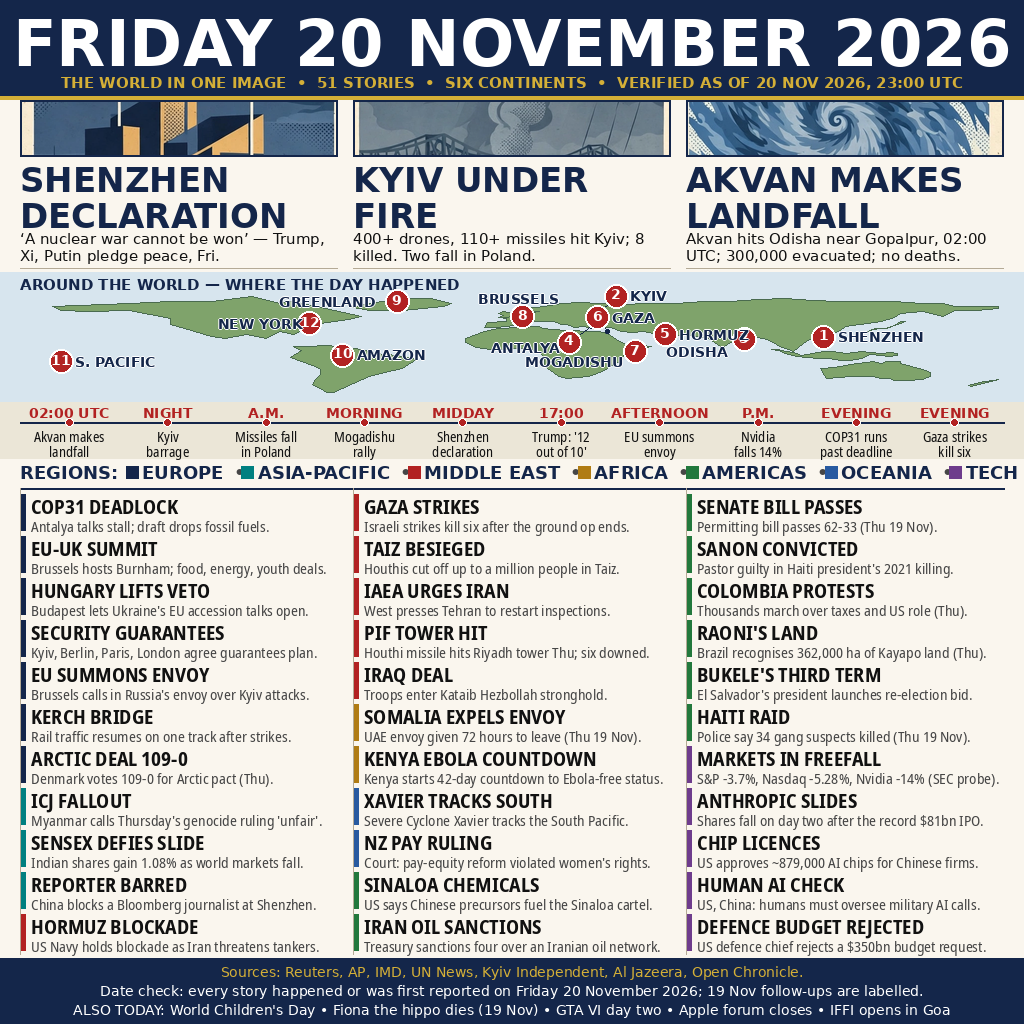 FRIDAY 20 NOVEMBER 2026
THE WORLD IN ONE IMAGE • 51 STORIES • SIX CONTINENTS • VERIFIED AS OF 20 NOV 2026, 23:00 UTC
SHENZHEN
DECLARATION
‘A nuclear war cannot be won’ — Trump,
Xi, Putin pledge peace, Fri.
KYIV UNDER
FIRE
400+ drones, 110+ missiles hit Kyiv; 8
killed. Two fall in Poland.
AKVAN MAKES
LANDFALL
Akvan hits Odisha near Gopalpur, 02:00
UTC; 300,000 evacuated; no deaths.
AROUND THE WORLD — WHERE THE DAY HAPPENED
GREENLAND 9
NEW YORK 12
11 S. PACIFIC
10 AMAZON
BRUSSELS
8
2 KYIV
6 GAZA
ANTALYA 4
MOGADISHU 7
5 HORMUZ
ODISHA
1 SHENZHEN
02:00 UTC
Akvan makes
landfall
NIGHT
Kyiv
barrage
A.M.
Missiles fall
in Poland
MORNING
Mogadishu
rally
MIDDAY
Shenzhen
declaration
17:00
Trump: '12
out of 10'
AFTERNOON
EU summons
envoy
P.M.
Nvidia
falls 14%
EVENING
COP31 runs
past deadline
EVENING
Gaza strikes
kill six
REGIONS: EUROPE • ASIA-PACIFIC • MIDDLE EAST • AFRICA • AMERICAS • OCEANIA • TECH
COP31 DEADLOCK
Antalya talks stall; draft drops fossil fuels.
EU-UK SUMMIT
Brussels hosts Burnham; food, energy, youth deals.
HUNGARY LIFTS VETO
Budapest lets Ukraine's EU accession talks open.
SECURITY GUARANTEES
Kyiv, Berlin, Paris, London agree guarantees plan.
EU SUMMONS ENVOY
Brussels calls in Russia's envoy over Kyiv attacks.
KERCH BRIDGE
Rail traffic resumes on one track after strikes.
ARCTIC DEAL 109-0
Denmark votes 109-0 for Arctic pact (Thu).
ICJ FALLOUT
Myanmar calls Thursday's genocide ruling 'unfair'.
SENSEX DEFIES SLIDE
Indian shares gain 1.08% as world markets fall.
REPORTER BARRED
China blocks a Bloomberg journalist at Shenzhen.
HORMUZ BLOCKADE
US Navy holds blockade as Iran threatens tankers.
GAZA STRIKES
Israeli strikes kill six after the ground op ends.
TAIZ BESIEGED
Houthis cut off up to a million people in Taiz.
IAEA URGES IRAN
West presses Tehran to restart inspections.
PIF TOWER HIT
Houthi missile hits Riyadh tower Thu; six downed.
IRAQ DEAL
Troops enter Kataib Hezbollah stronghold.
SOMALIA EXPELS ENVOY
UAE envoy given 72 hours to leave (Thu 19 Nov).
KENYA EBOLA COUNTDOWN
Kenya starts 42-day countdown to Ebola-free status.
XAVIER TRACKS SOUTH
Severe Cyclone Xavier tracks the South Pacific.
NZ PAY RULING
Court: pay-equity reform violated women's rights.
SINALOA CHEMICALS
US says Chinese precursors fuel the Sinaloa cartel.
IRAN OIL SANCTIONS
Treasury sanctions four over an Iranian oil network.
SENATE BILL PASSES
Permitting bill passes 62-33 (Thu 19 Nov).
SANON CONVICTED
Pastor guilty in Haiti president's 2021 killing.
COLOMBIA PROTESTS
Thousands march over taxes and US role (Thu).
RAONI'S LAND
Brazil recognises 362,000 ha of Kayapo land (Thu).
BUKELE'S THIRD TERM
El Salvador's president launches re-election bid.
HAITI RAID
Police say 34 gang suspects killed (Thu 19 Nov).
MARKETS IN FREEFALL
S&P -3.7%, Nasdaq -5.28%, Nvidia -14% (SEC probe).
ANTHROPIC SLIDES
Shares fall on day two after the record $81bn IPO.
CHIP LICENCES
US approves ~879,000 AI chips for Chinese firms.
HUMAN AI CHECK
US, China: humans must oversee military AI calls.
DEFENCE BUDGET REJECTED
US defence chief rejects a $350bn budget request.
Sources: Reuters, AP, IMD, UN News, Kyiv Independent, Al Jazeera, Open Chronicle.
Date check: every story happened or was first reported on Friday 20 November 2026; 19 Nov follow-ups are labelled.
ALSO TODAY: World Children's Day • Fiona the hippo dies (19 Nov) • GTA VI day two • Apple forum closes • IFFI opens in Goa